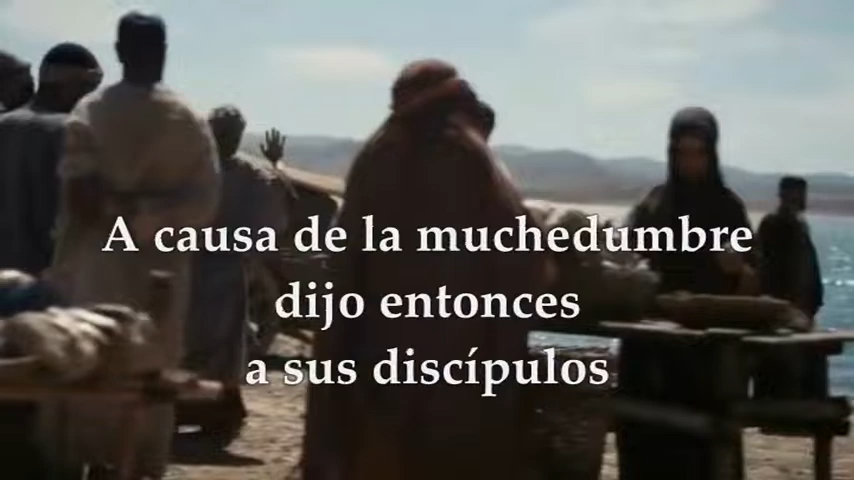 A causa de la muchedumbre
dijo entonces
a sus discípulos